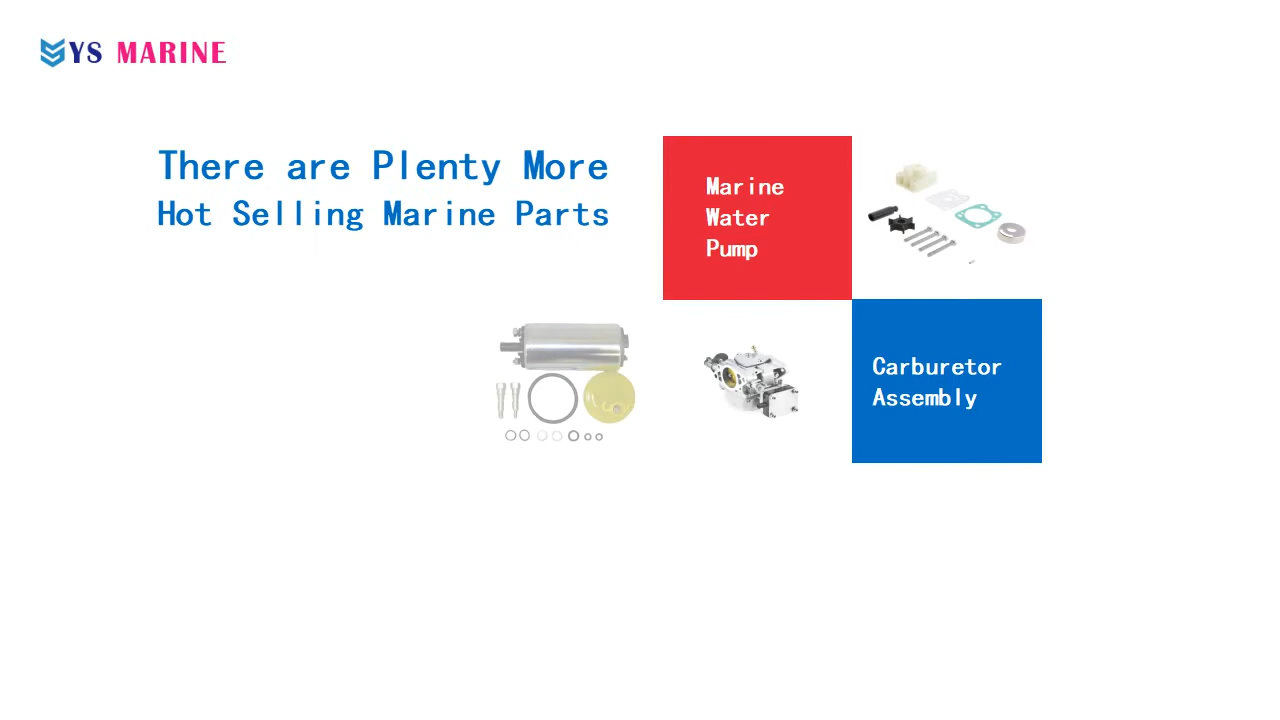 YS MARINE
There are Plenty More
Hot Selling Marine Parts
Marine
Water
Pump
Carburetor
Assembly